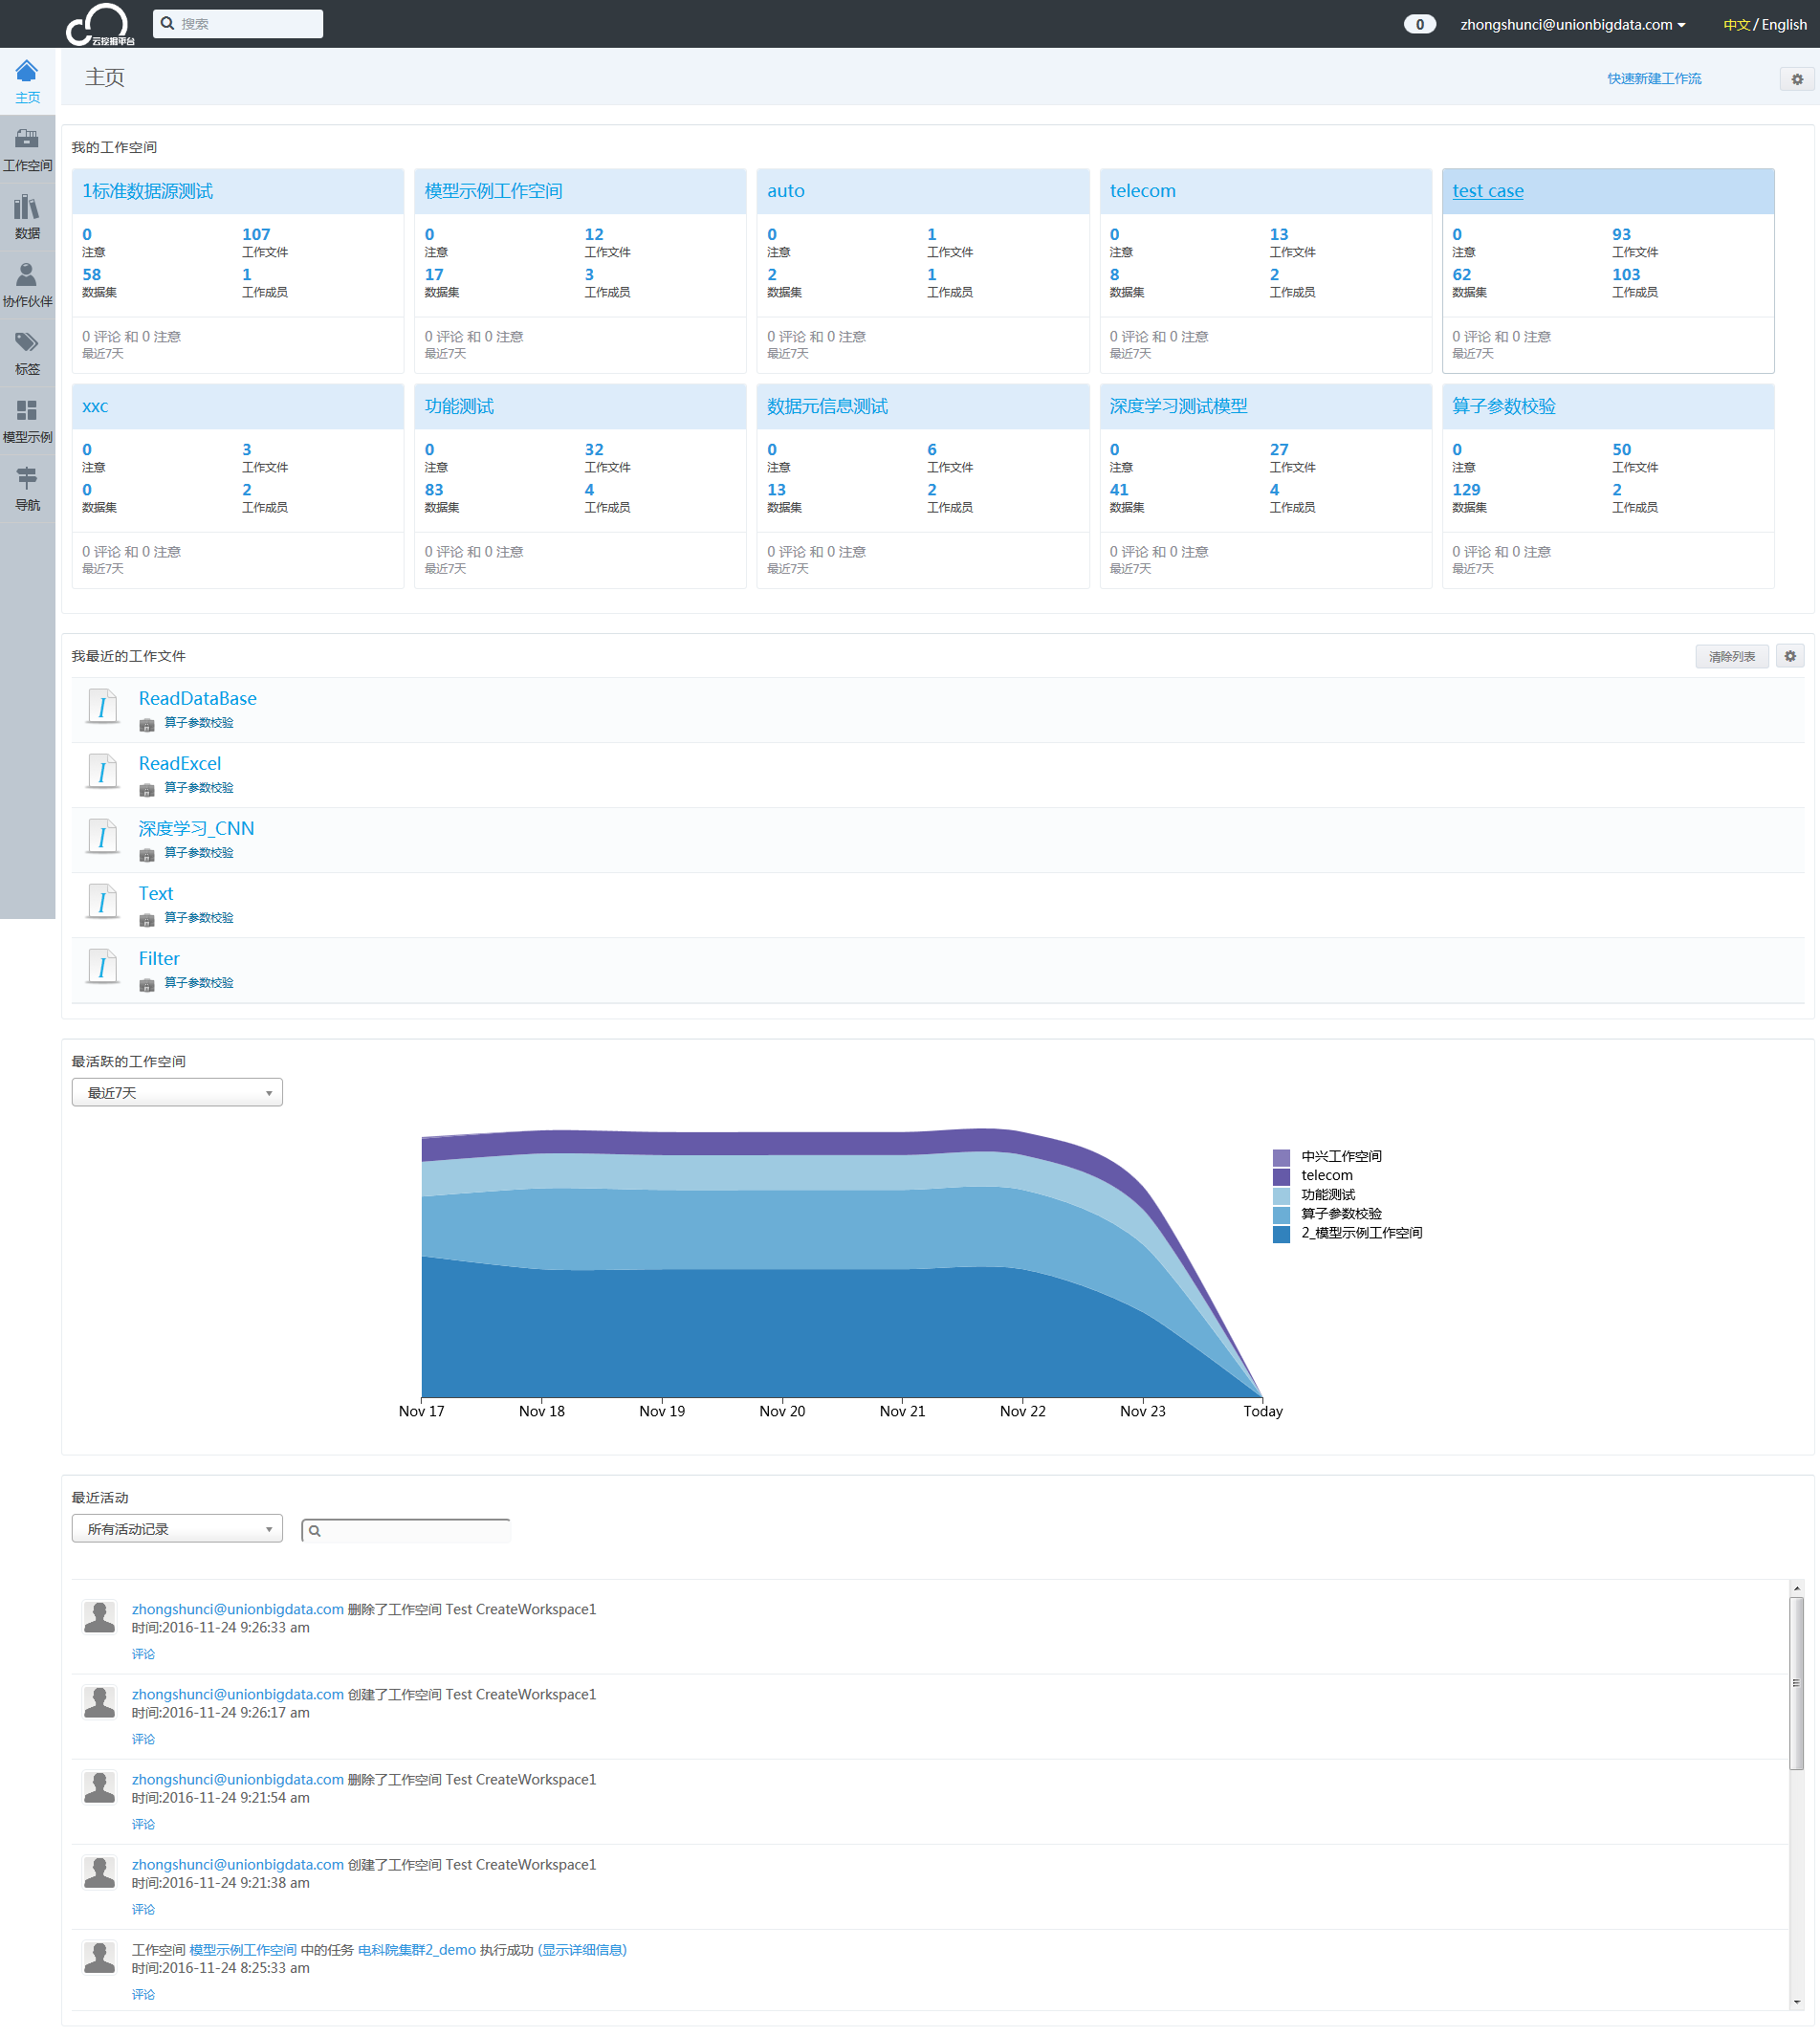 云挖掘平台
搜索
0
zhongshunci@unionbigdata.com
中文 / English
主页
工作空间
数据
协作伙伴
标签
模型示例
导航
主页
快速新建工作流
我的工作空间
1标准数据源测试
0 107
注意 工作文件
58 1
数据集 工作成员
0 评论 和 0 注意
最近7天
模型示例工作空间
0 12
注意 工作文件
17 3
数据集 工作成员
0 评论 和 0 注意
最近7天
auto
0 1
注意 工作文件
2 1
数据集 工作成员
0 评论 和 0 注意
最近7天
telecom
0 13
注意 工作文件
8 2
数据集 工作成员
0 评论 和 0 注意
最近7天
test case
0 93
注意 工作文件
62 103
数据集 工作成员
0 评论 和 0 注意
最近7天
xxc
0 3
注意 工作文件
0 2
数据集 工作成员
0 评论 和 0 注意
最近7天
功能测试
0 32
注意 工作文件
83 4
数据集 工作成员
0 评论 和 0 注意
最近7天
数据元信息测试
0 6
注意 工作文件
13 2
数据集 工作成员
0 评论 和 0 注意
最近7天
深度学习测试模型
0 27
注意 工作文件
41 4
数据集 工作成员
0 评论 和 0 注意
最近7天
算子参数校验
0 50
注意 工作文件
129 2
数据集 工作成员
0 评论 和 0 注意
最近7天
我最近的工作文件
清除列表
I ReadDataBase
算子参数校验
I ReadExcel
算子参数校验
I 深度学习_CNN
算子参数校验
I Text
算子参数校验
I Filter
算子参数校验
最活跃的工作空间
最近7天
中兴工作空间
telecom
功能测试
算子参数校验
2_模型示例工作空间
Nov 17 Nov 18 Nov 19 Nov 20 Nov 21 Nov 22 Nov 23 Today
最近活动
所有活动记录
zhongshunci@unionbigdata.com 删除了工作空间 Test CreateWorkspace1
时间:2016-11-24 9:26:33 am
评论
zhongshunci@unionbigdata.com 创建了工作空间 Test CreateWorkspace1
时间:2016-11-24 9:26:17 am
评论
zhongshunci@unionbigdata.com 删除了工作空间 Test CreateWorkspace1
时间:2016-11-24 9:21:54 am
评论
zhongshunci@unionbigdata.com 创建了工作空间 Test CreateWorkspace1
时间:2016-11-24 9:21:38 am
评论
工作空间 模型示例工作空间 中的任务 电科院集群2_demo 执行成功 (显示详细信息)
时间:2016-11-24 8:25:33 am
评论